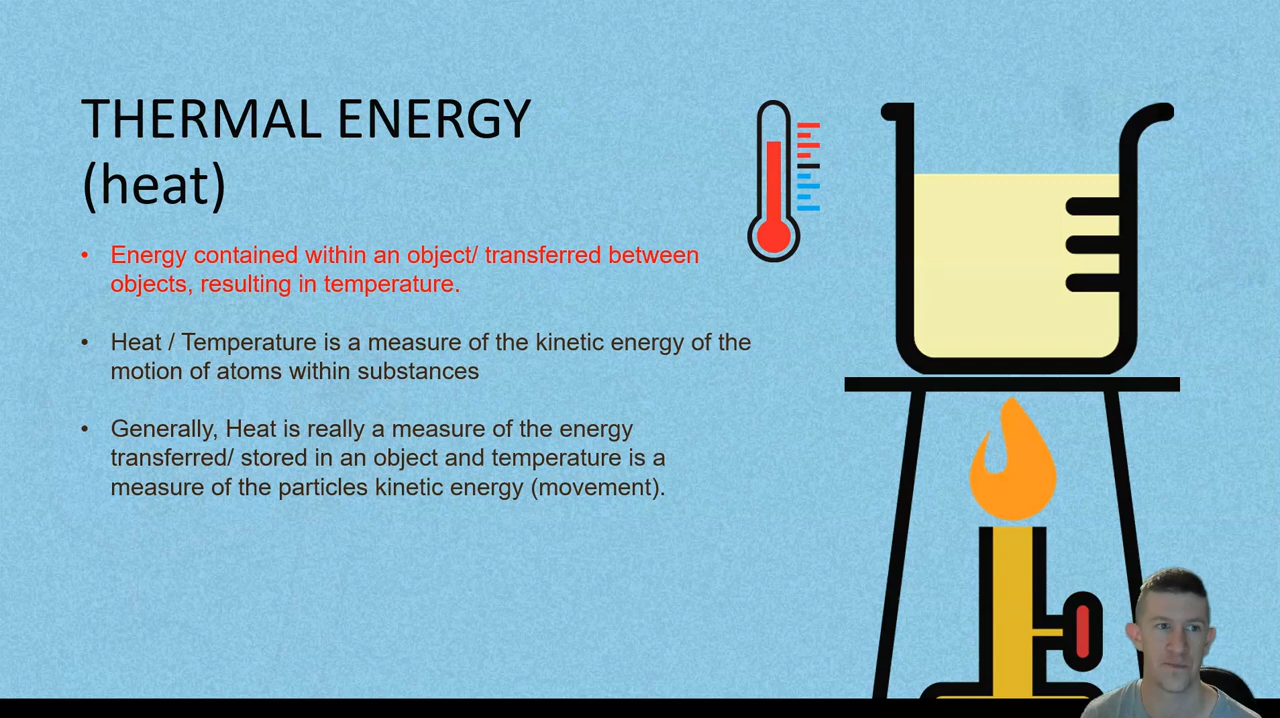 THERMAL ENERGY
(heat)
• Energy contained within an object/ transferred between
objects, resulting in temperature.
• Heat / Temperature is a measure of the kinetic energy of the
motion of atoms within substances
• Generally, Heat is really a measure of the energy
transferred/ stored in an object and temperature is a
measure of the particles kinetic energy (movement).